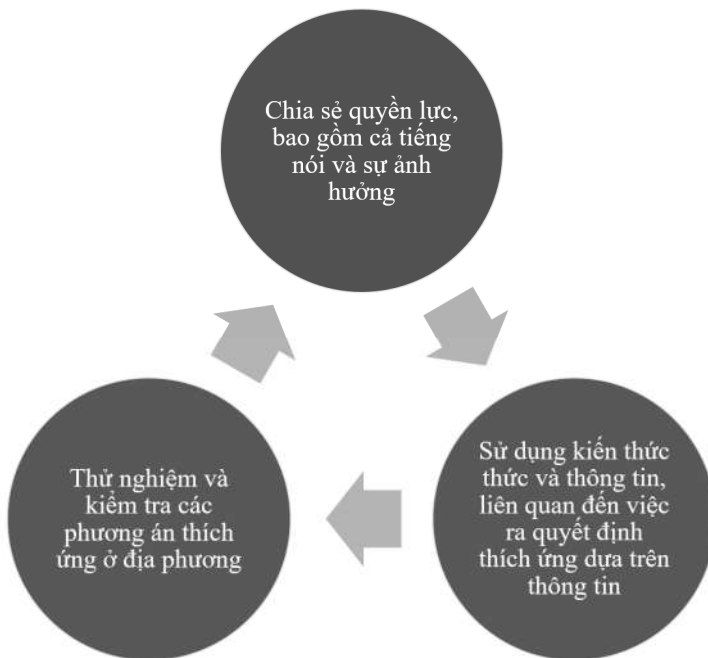 Chia sẻ quyền lực,
bao gồm cả tiếng
nói và sự ảnh
hưởng
Sử dụng kiến thức
thức và thông tin,
liên quan đến việc
ra quyết định
thích ứng dựa trên
thông tin
Thử nghiệm và
kiểm tra các
phương án thích
ứng ở địa phương